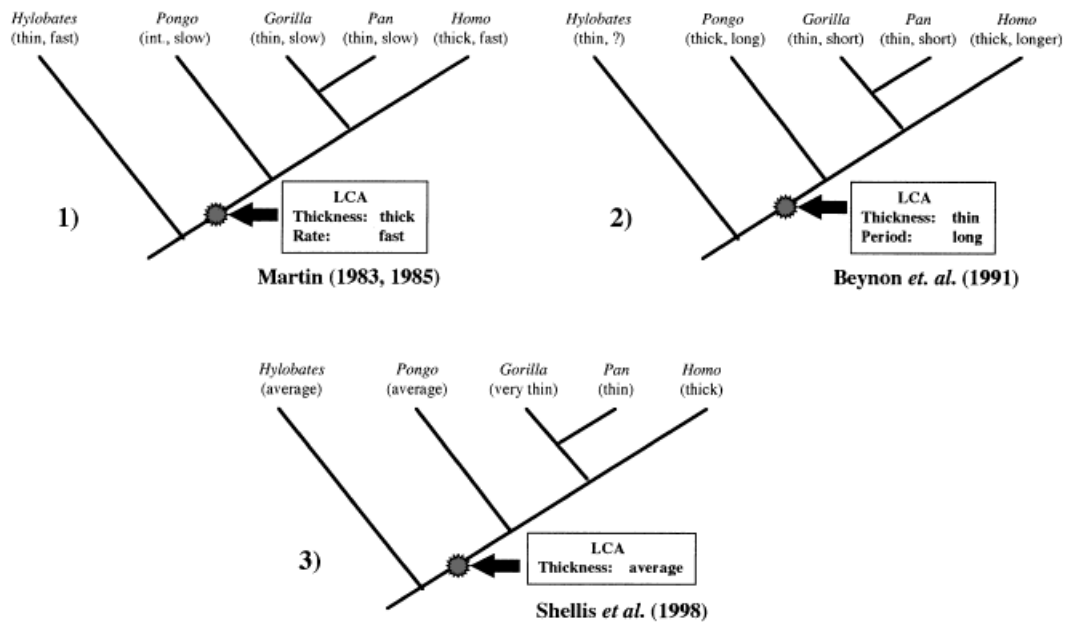 Hylobates Pongo Gorilla Pan Homo
(thin, fast) (int., slow) (thin, slow) (thin, slow) (thick, fast)
LCA
Thickness: thick
Rate: fast
1)
Martin (1983, 1985)
Hylobates Pongo Gorilla Pan Homo
(thin, ?) (thick, long) (thin, short) (thin, short) (thick, longer)
LCA
Thickness: thin
Period: long
2)
Beynon et. al. (1991)
Hylobates Pongo Gorilla Pan Homo
(average) (average) (very thin) (thin) (thick)
LCA
Thickness: average
3)
Shellis et al. (1998)